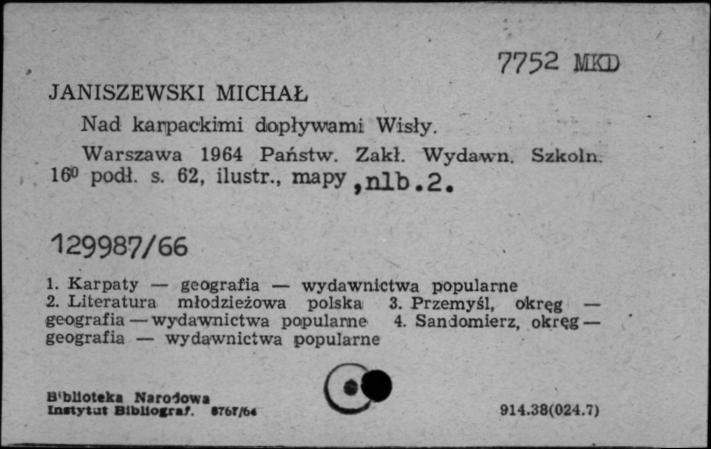 7752 MKD
JANISZEWSKI MICHAŁ
Nad karpackimi dopływami Wisły.
Warszawa 1964 Państw. Zakł. Wydawn. Szkoln.
16⁰ podł. s. 62, ilustr., mapy ,nlb.2.
129987/66
1. Karpaty — geografia — wydawnictwa popularne
2. Literatura młodzieżowa polska 3. Przemyśl, okręg —
geografia — wydawnictwa popularne 4. Sandomierz, okręg —
geografia — wydawnictwa popularne
Biblioteka Narodowa
Instytut Bibliograf. 8767/64
914.38(024.7)